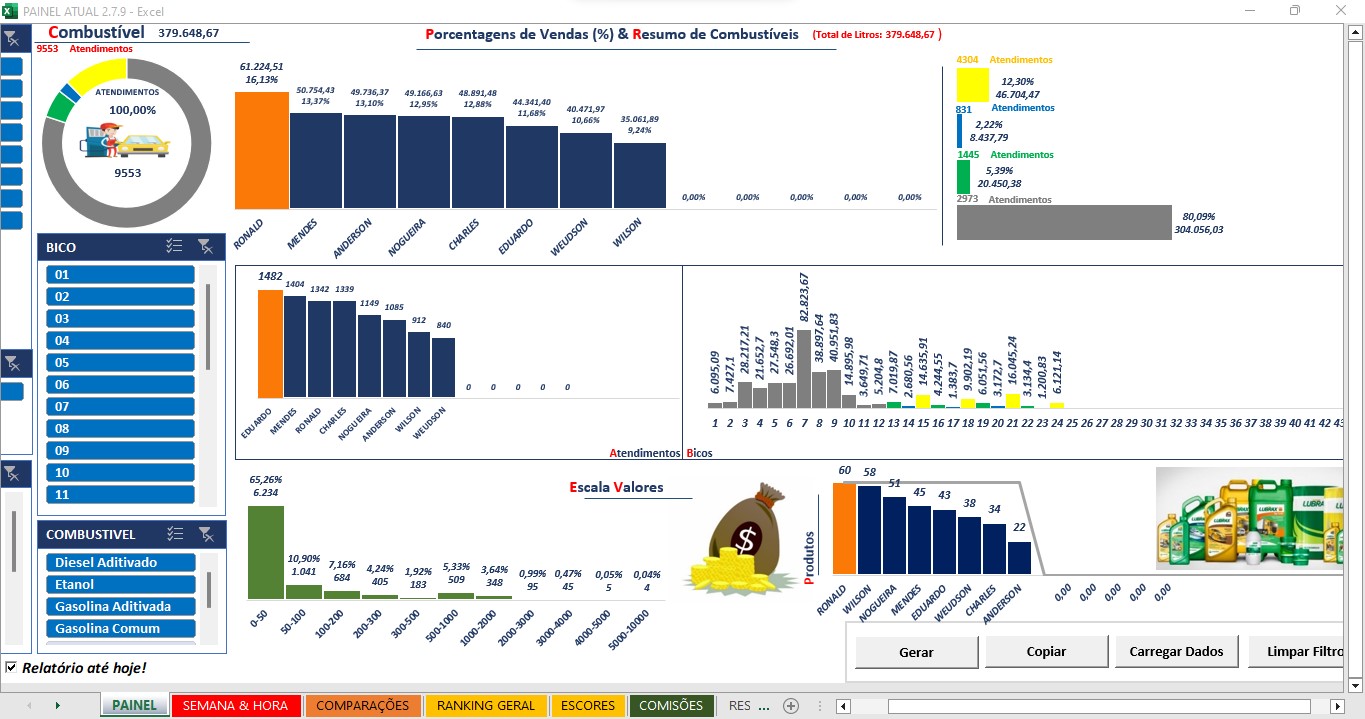 PAINEL ATUAL 2.7.9 - Excel
Combustível 379.648,67
9553 Atendimentos
ATENDIMENTOS
100,00%
9553
Porcentagens de Vendas (%) & Resumo de Combustíveis (Total de Litros: 379.648,67 )
61.224,51
16,13%
50.754,43
13,37%
49.736,37
13,10%
49.166,63
12,95%
48.891,48
12,88%
44.341,40
11,68%
40.471,97
10,66%
35.061,89
9,24%
0,00% 0,00% 0,00% 0,00% 0,00%
RONALD MENDES ANDERSON NOGUEIRA CHARLES EDUARDO WEUDSON WILSON
4304 Atendimentos
12,30%
46.704,47
831 Atendimentos
2,22%
8.437,79
1445 Atendimentos
5,39%
20.450,38
2973 Atendimentos
80,09%
304.056,03
BICO
01
02
03
04
05
06
07
08
09
10
11
COMBUSTIVEL
Diesel Aditivado
Etanol
Gasolina Aditivada
Gasolina Comum
Relatório até hoje!
1482 1404 1342 1339 1149 1085 912 840 0 0 0 0 0
EDUARDO MENDES RONALD CHARLES NOGUEIRA ANDERSON WILSON WEUDSON
Atendimentos
6.095,09 7.427,1 28.217,21 21.652,7 27.548,3 26.692,01 82.823,67 38.897,64 40.951,83 14.895,98 3.649,71 5.204,8 7.019,87 2.680,56 14.635,91 4.244,55 1.383,7 9.902,19 6.051,56 3.172,7 16.045,24 3.134,4 1.200,83 6.121,14
1 2 3 4 5 6 7 8 9 10 11 12 13 14 15 16 17 18 19 20 21 22 23 24 25 26 27 28 29 30 31 32 33 34 35 36 37 38 39 40 41 42 43
Bicos
Escala Valores
65,26%
6.234
10,90%
1.041
7,16%
684
4,24%
405
1,92%
183
5,33%
509
3,64%
348
0,99%
95
0,47%
45
0,05%
5
0,04%
4
0-50 50-100 100-200 200-300 300-500 500-1000 1000-2000 2000-3000 3000-4000 4000-5000 5000-10000
$
Produtos
60 58 51 45 43 38 34 22
0,00 0,00 0,00 0,00 0,00
RONALD WILSON NOGUEIRA MENDES EDUARDO WEUDSON CHARLES ANDERSON
LUBRAX
Gerar
Copiar
Carregar Dados
Limpar Filtro
PAINEL
SEMANA & HORA
COMPARAÇÕES
RANKING GERAL
ESCORES
COMISÕES
RES ...